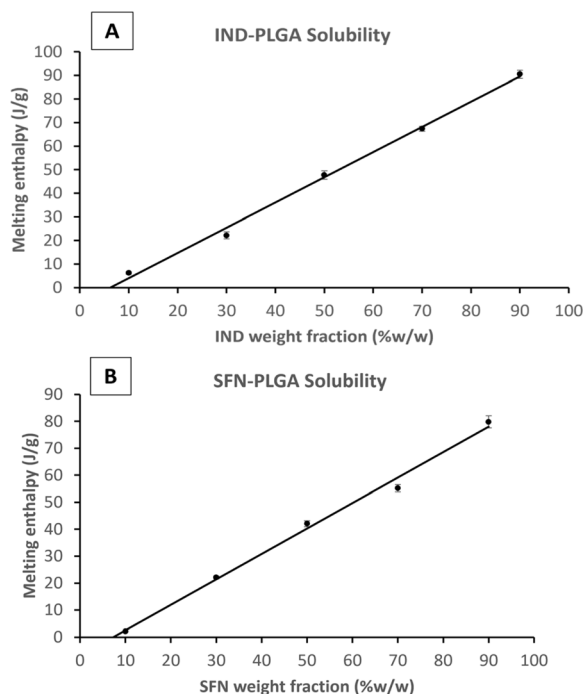 A
IND-PLGA Solubility
Melting enthalpy (J/g)
100
90
80
70
60
50
40
30
20
10
0
0 10 20 30 40 50 60 70 80 90 100
IND weight fraction (%w/w)
B
SFN-PLGA Solubility
Melting enthalpy (J/g)
90
80
70
60
50
40
30
20
10
0
0 10 20 30 40 50 60 70 80 90 100
SFN weight fraction (%w/w)